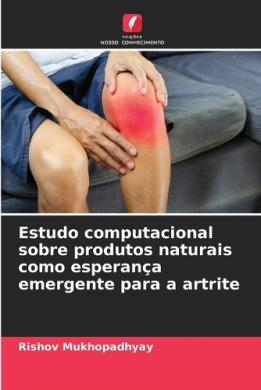 edições
NOSSO CONHECIMENTO
Estudo computacional
sobre produtos naturais
como esperança
emergente para a artrite
Rishov Mukhopadhyay